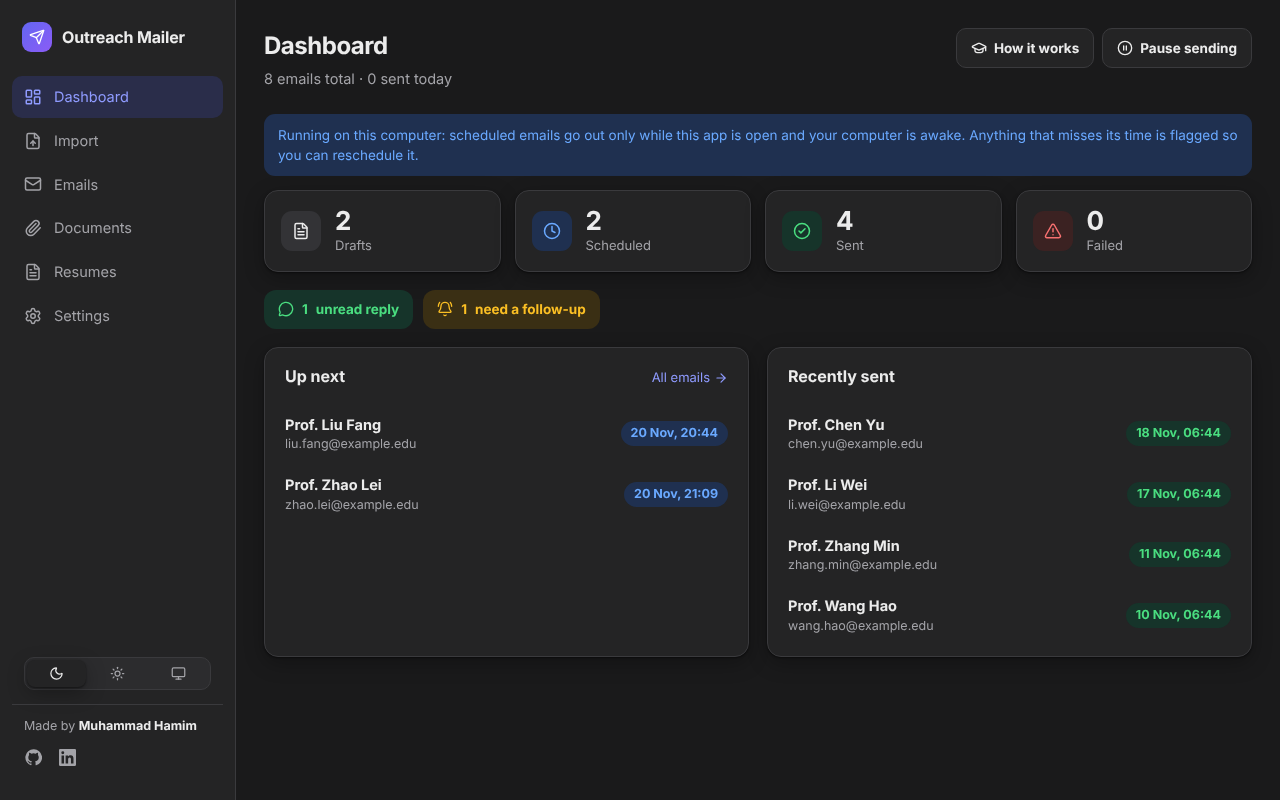 Outreach Mailer
Dashboard
Import
Emails
Documents
Resumes
Settings
Made by Muhammad Hamim
Dashboard
8 emails total · 0 sent today
How it works
Pause sending
Running on this computer: scheduled emails go out only while this app is open and your computer is awake. Anything that misses its time is flagged so
you can reschedule it.
2
Drafts
2
Scheduled
4
Sent
0
Failed
1 unread reply
1 need a follow-up
Up next
All emails →
Prof. Liu Fang
liu.fang@example.edu
20 Nov, 20:44
Prof. Zhao Lei
zhao.lei@example.edu
20 Nov, 21:09
Recently sent
Prof. Chen Yu
chen.yu@example.edu
18 Nov, 06:44
Prof. Li Wei
li.wei@example.edu
17 Nov, 06:44
Prof. Zhang Min
zhang.min@example.edu
11 Nov, 06:44
Prof. Wang Hao
wang.hao@example.edu
10 Nov, 06:44